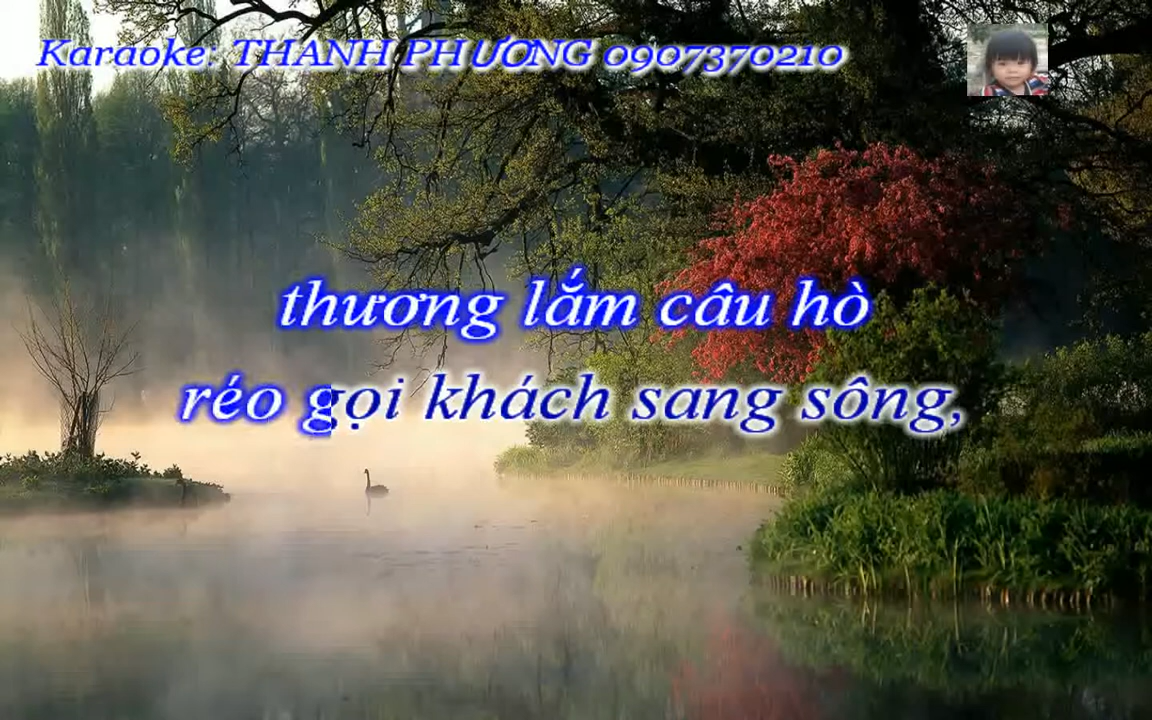 Karaoke: THANH PHƯƠNG 0907370210
thương lắm câu hò
réo gọi khách sang sông,